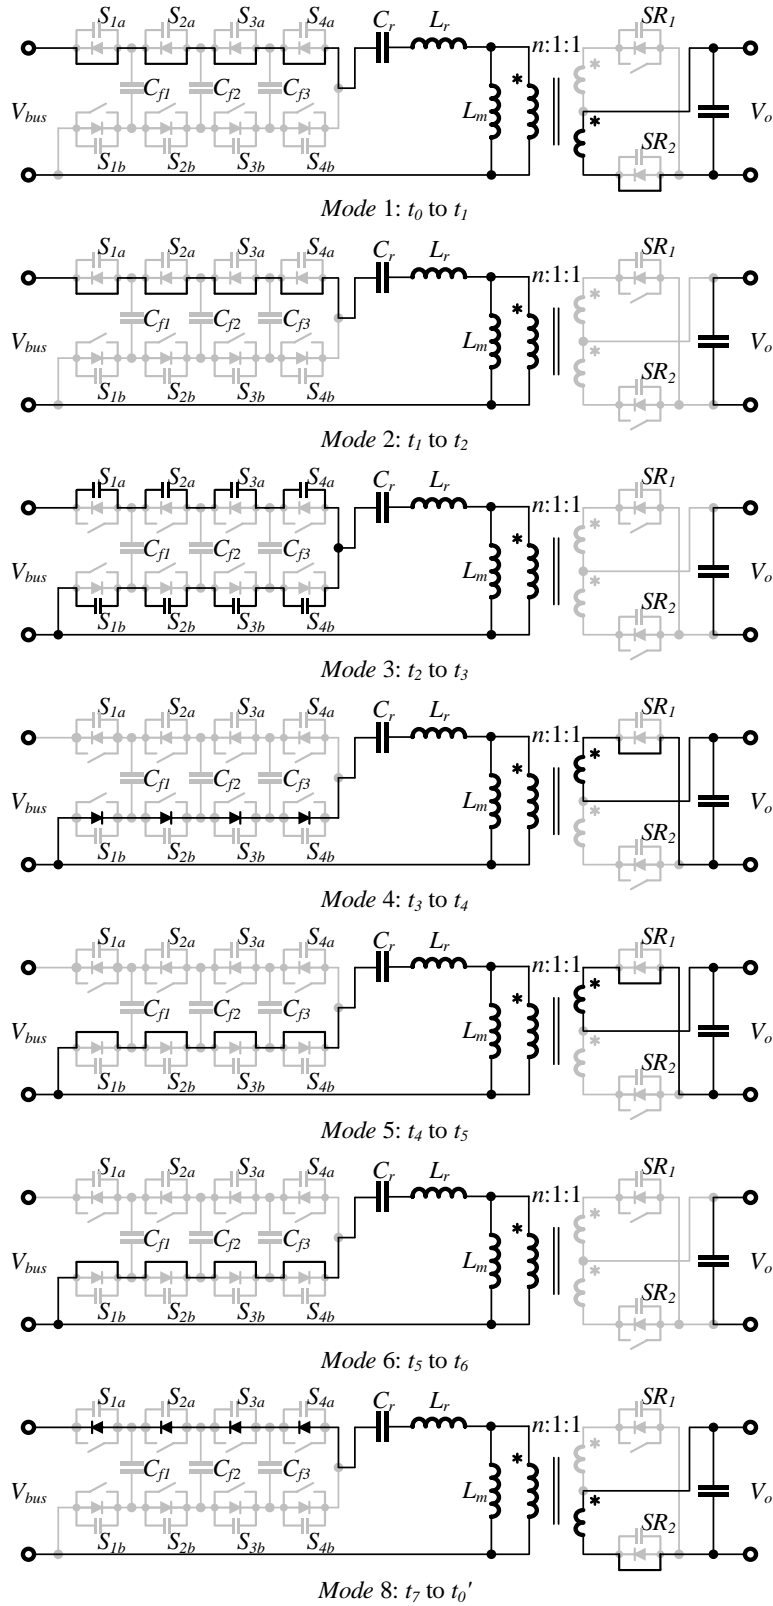 S1a S2a S3a S4a Cr Lr n:1:1 SR1
Vbus Cf1 Cf2 Cf3 Lm * * * Vo
S1b S2b S3b S4b SR2
Mode 1: t0 to t1
S1a S2a S3a S4a Cr Lr n:1:1 SR1
Vbus Cf1 Cf2 Cf3 Lm * * * Vo
S1b S2b S3b S4b SR2
Mode 2: t1 to t2
S1a S2a S3a S4a Cr Lr n:1:1 SR1
Vbus Cf1 Cf2 Cf3 Lm * * * Vo
S1b S2b S3b S4b SR2
Mode 3: t2 to t3
S1a S2a S3a S4a Cr Lr n:1:1 SR1
Vbus Cf1 Cf2 Cf3 Lm * * * Vo
S1b S2b S3b S4b SR2
Mode 4: t3 to t4
S1a S2a S3a S4a Cr Lr n:1:1 SR1
Vbus Cf1 Cf2 Cf3 Lm * * * Vo
S1b S2b S3b S4b SR2
Mode 5: t4 to t5
S1a S2a S3a S4a Cr Lr n:1:1 SR1
Vbus Cf1 Cf2 Cf3 Lm * * * Vo
S1b S2b S3b S4b SR2
Mode 6: t5 to t6
S1a S2a S3a S4a Cr Lr n:1:1 SR1
Vbus Cf1 Cf2 Cf3 Lm * * * Vo
S1b S2b S3b S4b SR2
Mode 8: t7 to t0'